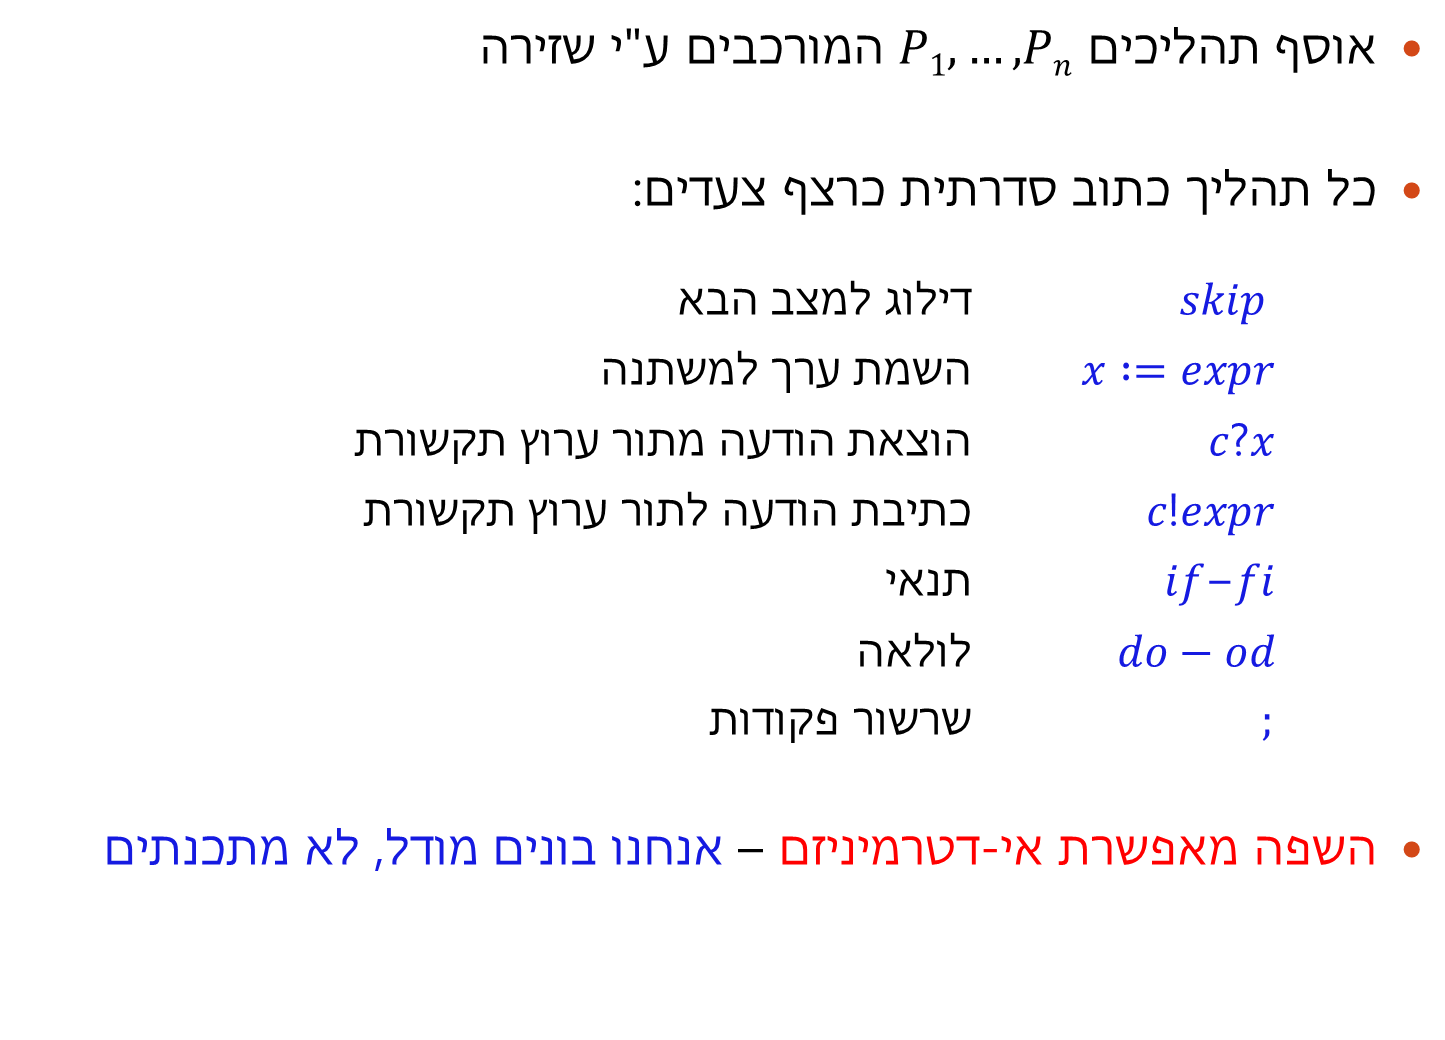 • אוסף תהליכים P₁, … ,Pₙ המורכבים ע"י שזירה
• כל תהליך כתוב סדרתית כרצף צעדים:
skip דילוג למצב הבא
x := expr השמת ערך למשתנה
c?x הוצאת הודעה מתור ערוץ תקשורת
c!expr כתיבת הודעה לתור ערוץ תקשורת
if−fi תנאי
do − od לולאה
; שרשור פקודות
• השפה מאפשרת אי-דטרמיניזם – אנחנו בונים מודל, לא מתכנתים